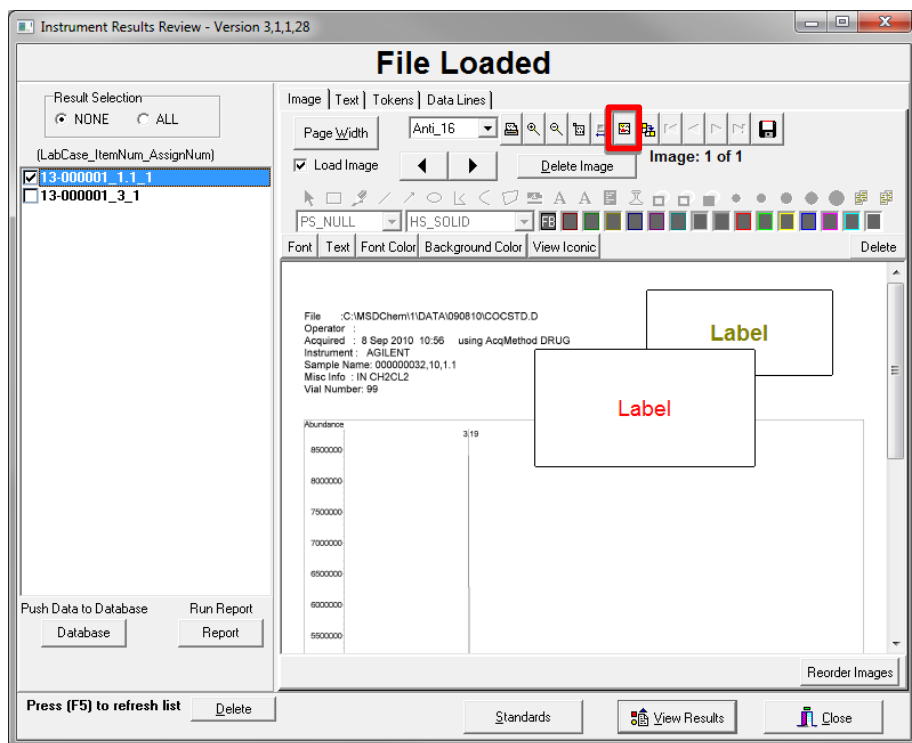 Instrument Results Review - Version 3,1,1,28
File Loaded
Result Selection
NONE ALL
(LabCase_ItemNum_AssignNum)
13-000001_1.1_1
13-000001_3_1
Push Data to Database Run Report
Database Report
Press (F5) to refresh list Delete
Image Text Tokens Data Lines
Page Width Anti_16
Load Image Delete Image Image: 1 of 1
PS_NULL HS_SOLID FB
Font Text Font Color Background Color View Iconic Delete
File :C:\MSDChem\1\DATA\090810\COCSTD.D
Operator :
Acquired : 8 Sep 2010 10:56 using AcqMethod DRUG
Instrument : AGILENT
Sample Name: 000000032,10,1.1
Misc Info : IN CH2CL2
Vial Number: 99
Label
Label
Abundance
3.19
8500000
8000000
7500000
7000000
6500000
6000000
5500000
Reorder Images
Standards View Results Close